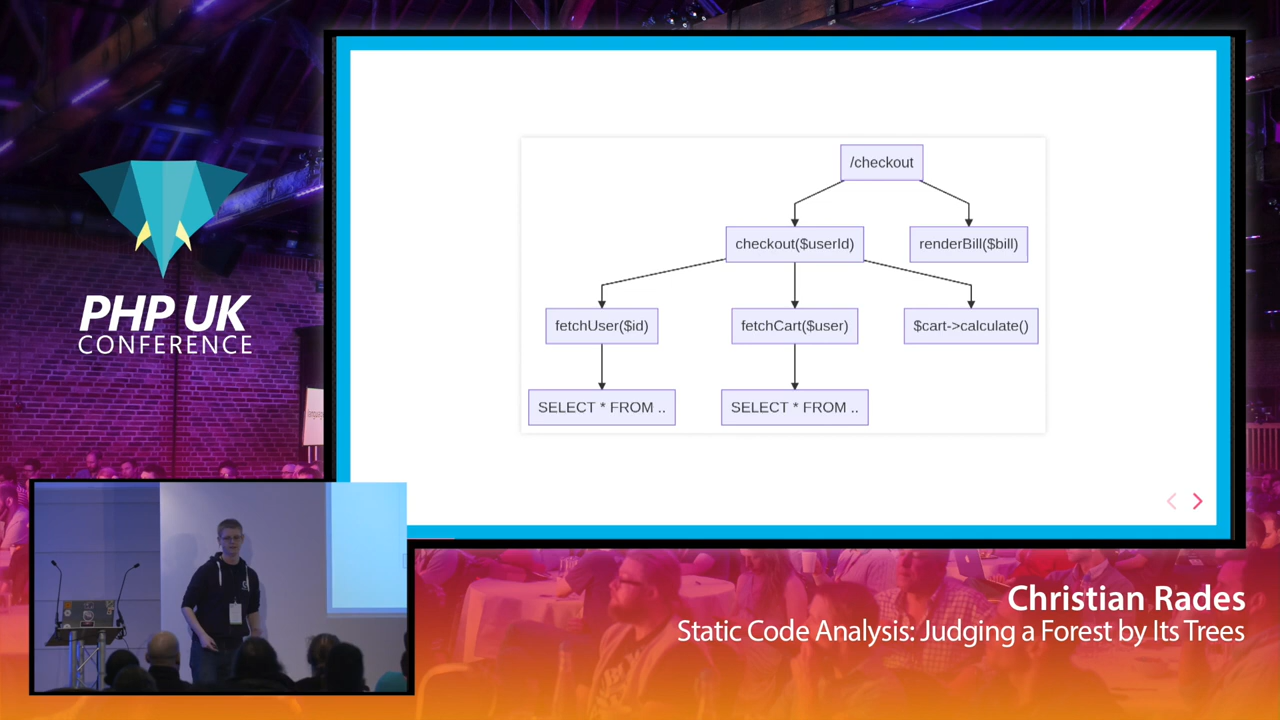 /checkout
checkout($userId)
renderBill($bill)
fetchUser($id)
fetchCart($user)
$cart->calculate()
SELECT * FROM ..
SELECT * FROM ..
PHP UK
CONFERENCE
Christian Rades
Static Code Analysis: Judging a Forest by Its Trees